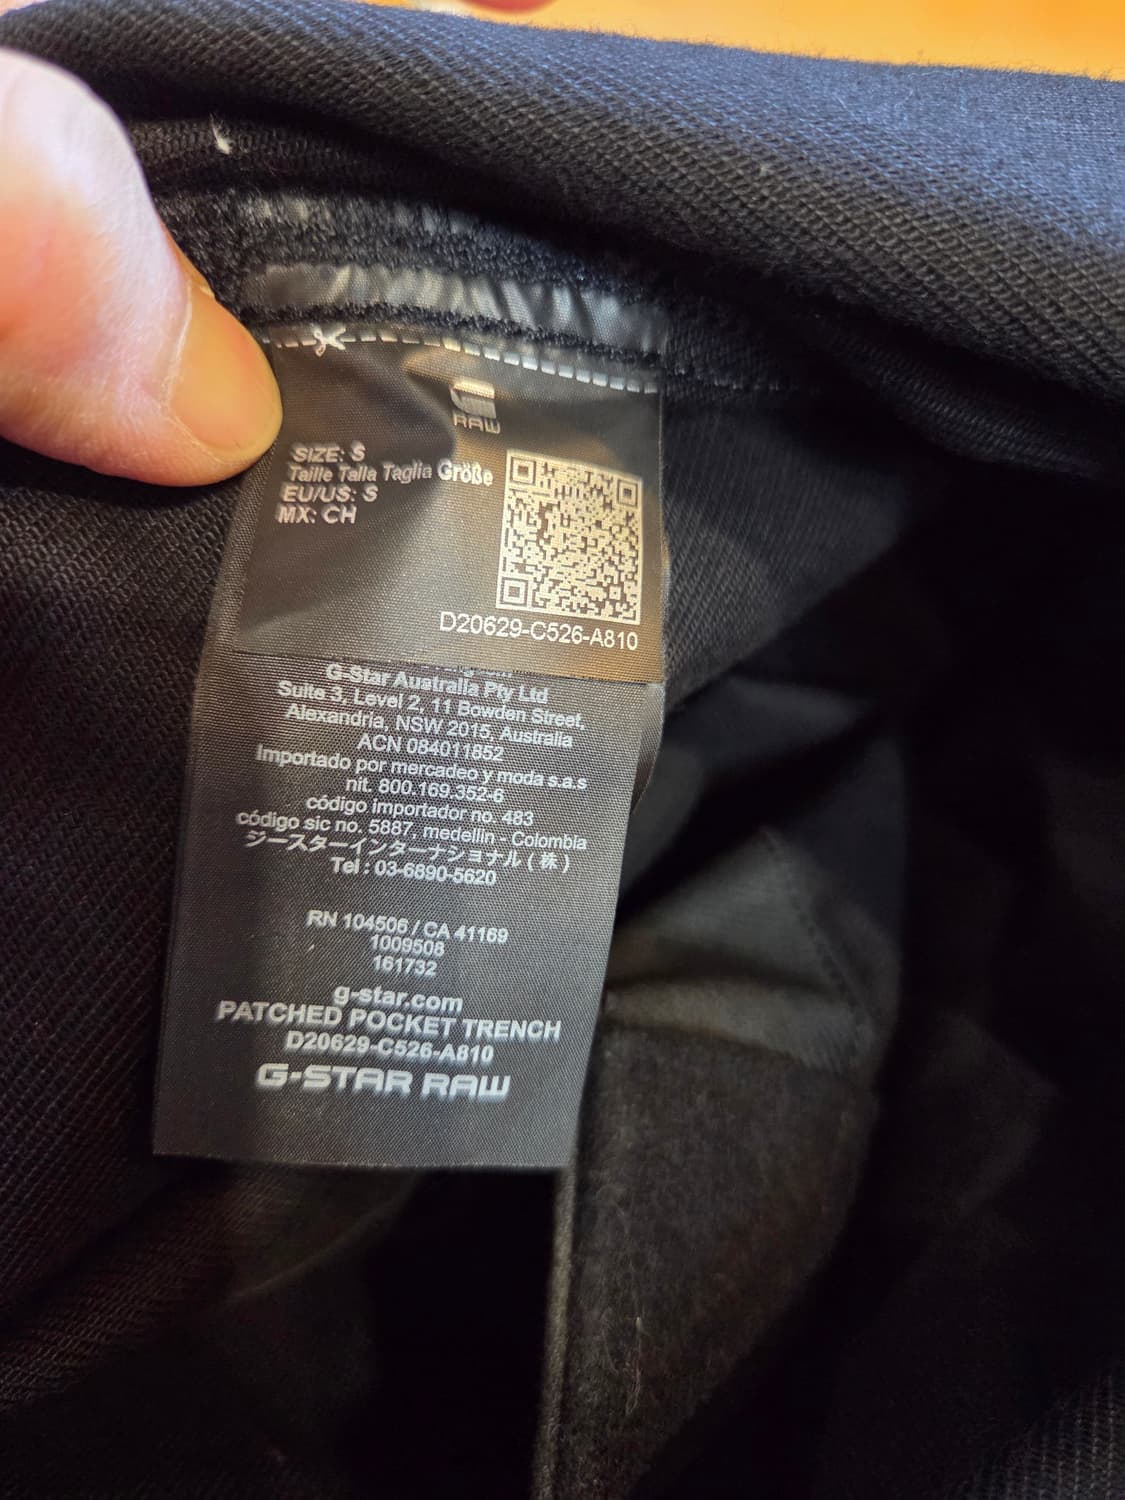 RAW
SIZE: S
Taille Talla Taglia Größe
EU/US: S
MX: CH
D20629-C526-A810
G-Star Australia Pty Ltd
Suite 3, Level 2, 11 Bowden Street,
Alexandria, NSW 2015, Australia
ACN 084011852
Importado por mercadeo y moda s.a.s
nit. 800.169.352-6
código importador no. 483
código sic no. 5887, medellin - Colombia
ジースターインターナショナル ( 株 )
Tel : 03-6890-5620
RN 104506 / CA 41169
1009508
161732
g-star.com
PATCHED POCKET TRENCH
D20629-C526-A810
G-STAR RAW